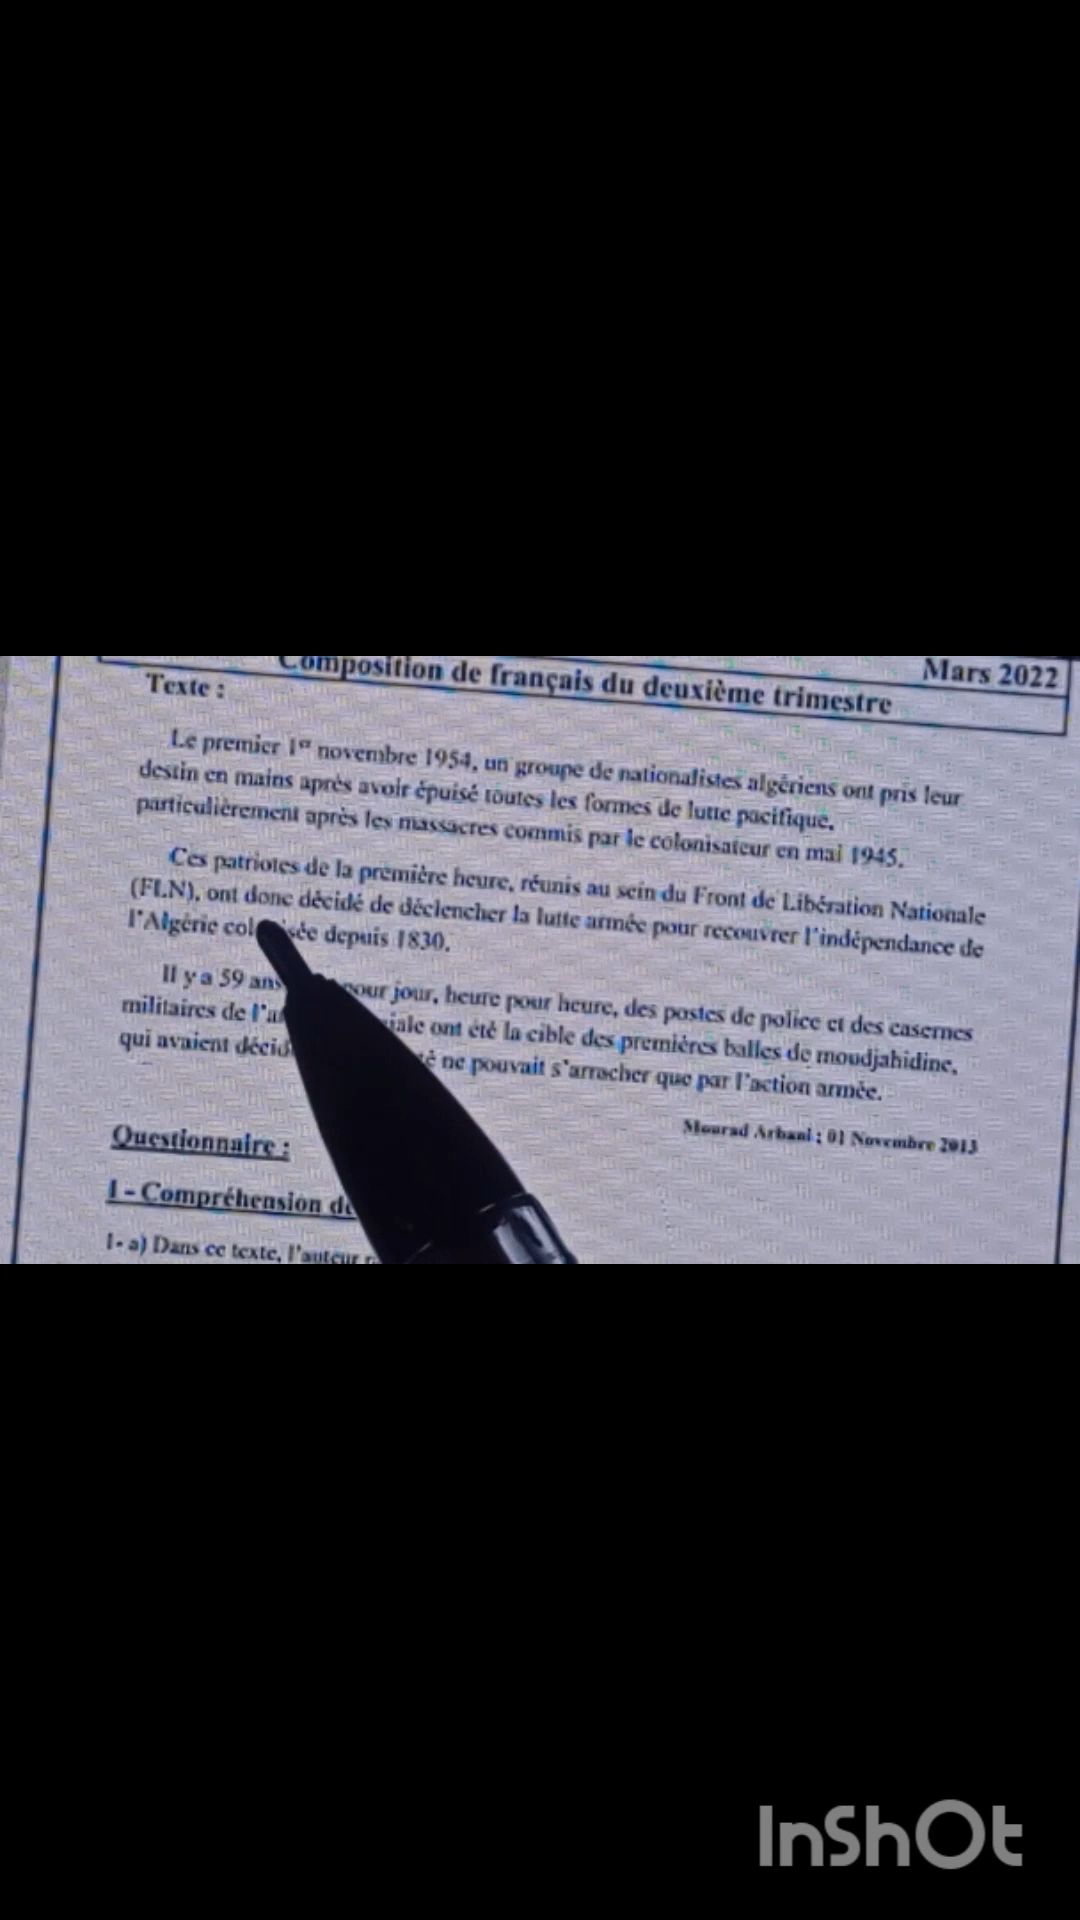 Mars 2022
Composition de français du deuxième trimestre
Texte :
Le premier 1er novembre 1954, un groupe de nationalistes algériens ont pris leur
destin en mains après avoir épuisé toutes les formes de lutte pacifique,
particulièrement après les massacres commis par le colonisateur en mai 1945.
Ces patriotes de la première heure, réunis au sein du Front de Libération Nationale
(FLN), ont donc décidé de déclencher la lutte armée pour recouvrer l'indépendance de
l'Algérie colonisée depuis 1830.
Il y a 59 ans pour jour, heure pour heure, des postes de police et des casernes
militaires de ont été la cible des premières balles de moudjahidine,
qui avaient ne pouvait s'arracher que par l'action armée.
Mourad Arbani ; 01 Novembre 2013
Questionnaire :
I - Compréhension
1- a) Dans ce texte, l'auteur
InShOt